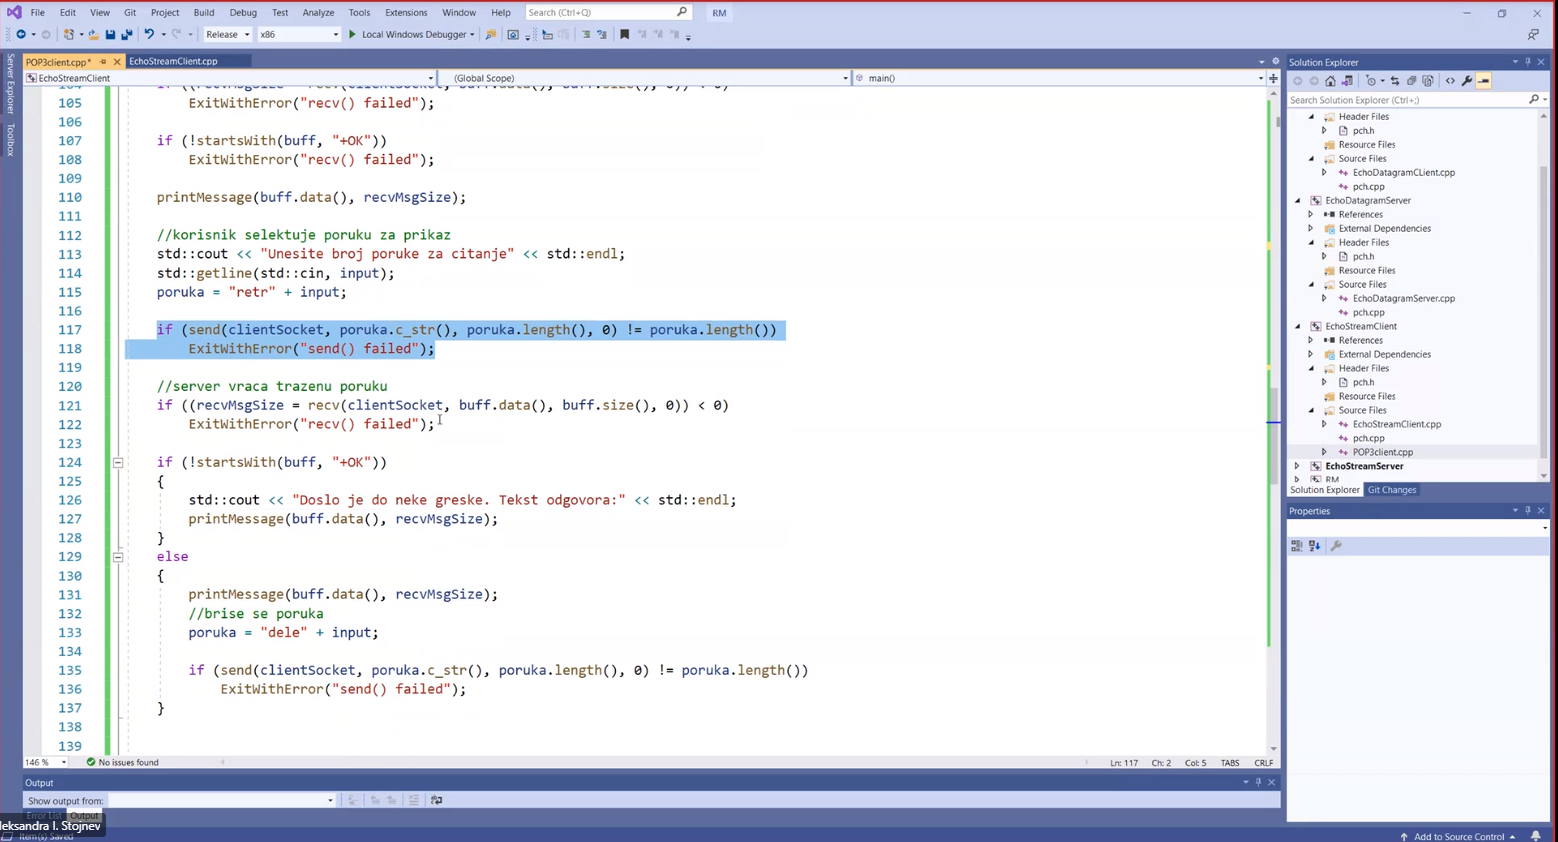 File Edit View Git Project Build Debug Test Analyze Tools Extensions Window Help Search (Ctrl+Q) RM
Release x86 Local Windows Debugger
Server Explorer
Toolbox
POP3client.cpp* EchoStreamClient.cpp
EchoStreamClient (Global Scope) main()
105 ExitWithError("recv() failed");
106
107 if (!startsWith(buff, "+OK"))
108 ExitWithError("recv() failed");
109
110 printMessage(buff.data(), recvMsgSize);
111
112 //korisnik selektuje poruku za prikaz
113 std::cout << "Unesite broj poruke za citanje" << std::endl;
114 std::getline(std::cin, input);
115 poruka = "retr" + input;
116
117 if (send(clientSocket, poruka.c_str(), poruka.length(), 0) != poruka.length())
118 ExitWithError("send() failed");
119
120 //server vraca trazenu poruku
121 if ((recvMsgSize = recv(clientSocket, buff.data(), buff.size(), 0)) < 0)
122 ExitWithError("recv() failed");
123
124 if (!startsWith(buff, "+OK"))
125 {
126 std::cout << "Doslo je do neke greske. Tekst odgovora:" << std::endl;
127 printMessage(buff.data(), recvMsgSize);
128 }
129 else
130 {
131 printMessage(buff.data(), recvMsgSize);
132 //brise se poruka
133 poruka = "dele" + input;
134
135 if (send(clientSocket, poruka.c_str(), poruka.length(), 0) != poruka.length())
136 ExitWithError("send() failed");
137 }
138
139
146 % No issues found Ln: 117 Ch: 2 Col: 5 TABS CRLF
Output
Show output from:
Error List Output
leksandra I. Stojnev
Item(s) Saved
Solution Explorer
Search Solution Explorer (Ctrl+;)
Header Files
pch.h
Resource Files
Source Files
EchoDatagramCLient.cpp
pch.cpp
EchoDatagramServer
References
External Dependencies
Header Files
pch.h
Resource Files
Source Files
EchoDatagramServer.cpp
pch.cpp
EchoStreamClient
References
External Dependencies
Header Files
pch.h
Resource Files
Source Files
EchoStreamClient.cpp
pch.cpp
POP3client.cpp
EchoStreamServer
RM
Solution Explorer Git Changes
Properties
Add to Source Control